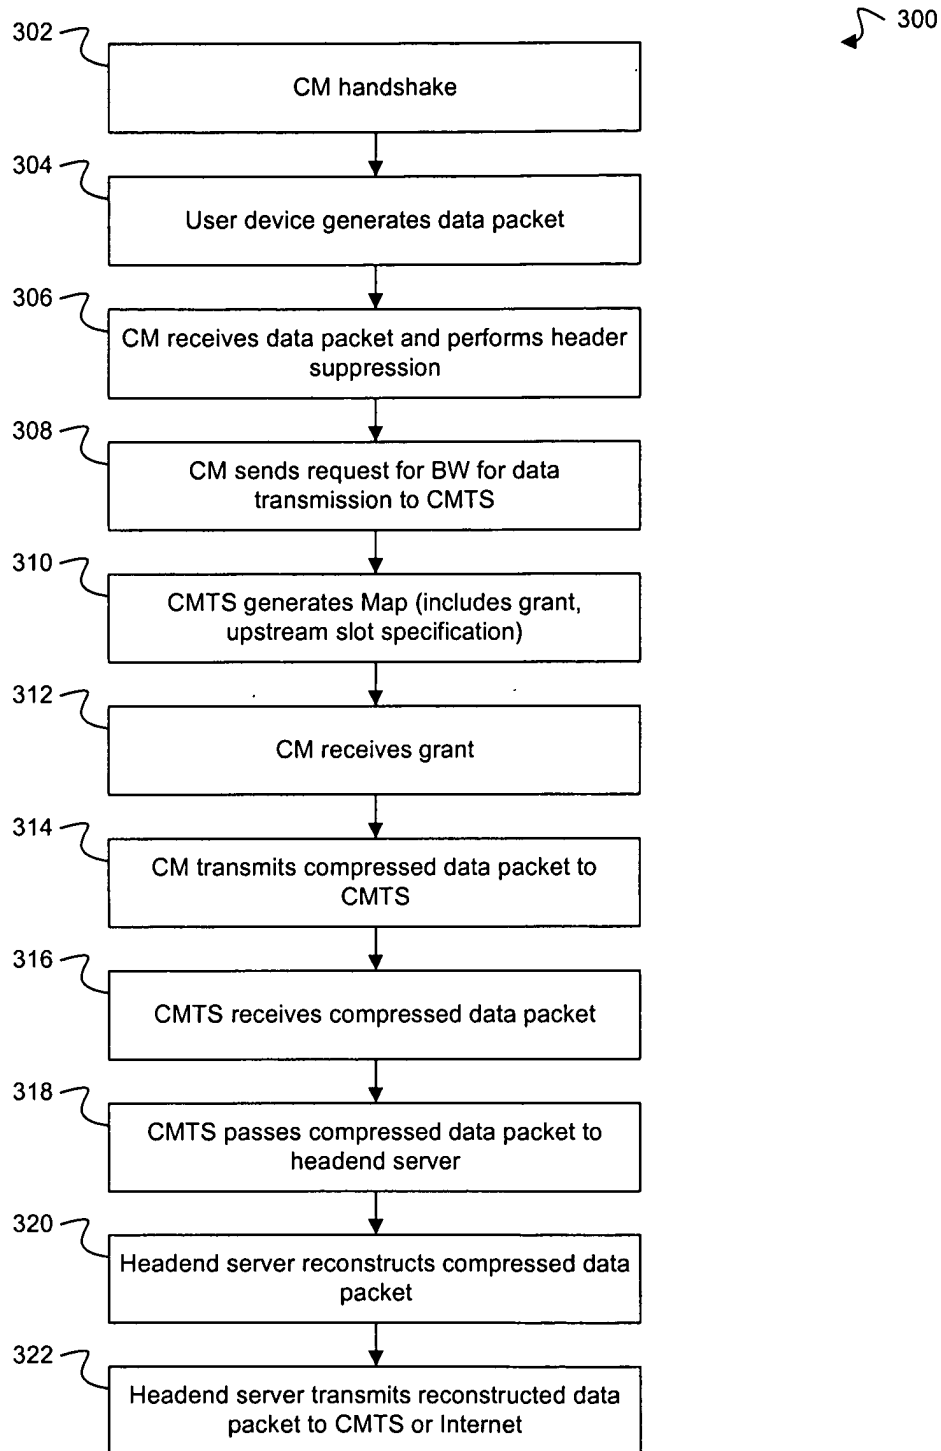 300
302
CM handshake
304
User device generates data packet
306
CM receives data packet and performs header
suppression
308
CM sends request for BW for data
transmission to CMTS
310
CMTS generates Map (includes grant,
upstream slot specification)
312
CM receives grant
314
CM transmits compressed data packet to
CMTS
316
CMTS receives compressed data packet
318
CMTS passes compressed data packet to
headend server
320
Headend server reconstructs compressed data
packet
322
Headend server transmits reconstructed data
packet to CMTS or Internet